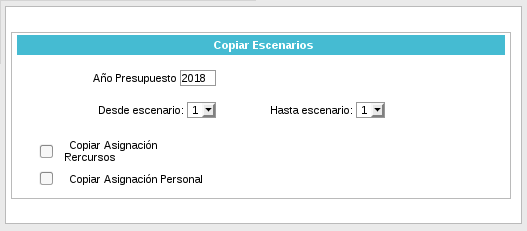 Copiar Escenarios
Año Presupuesto 2018
Desde escenario: 1 Hasta escenario: 1
Copiar Asignación
Rercursos
Copiar Asignación Personal